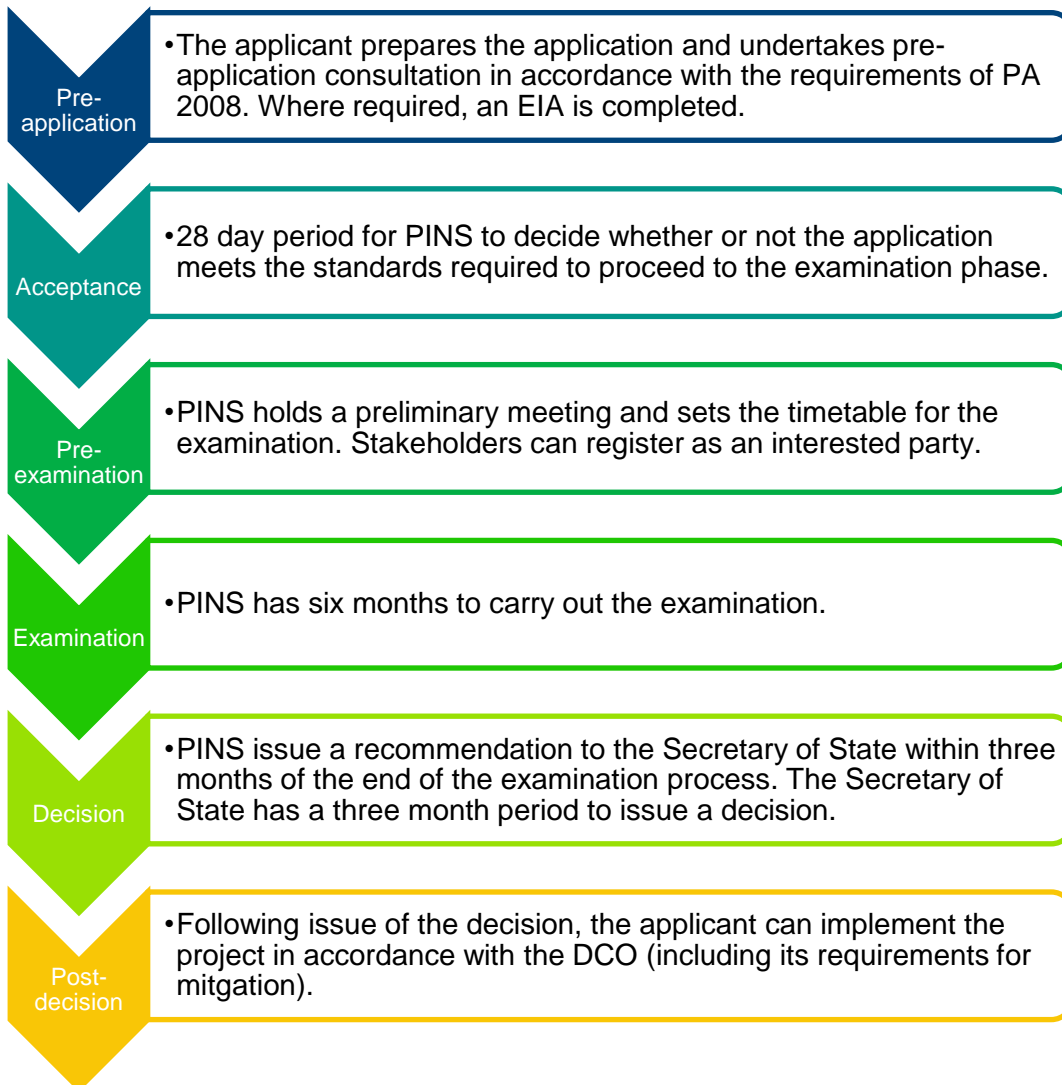 Pre-
application
•The applicant prepares the application and undertakes pre-
application consultation in accordance with the requirements of PA
2008. Where required, an EIA is completed.
Acceptance
•28 day period for PINS to decide whether or not the application
meets the standards required to proceed to the examination phase.
Pre-
examination
•PINS holds a preliminary meeting and sets the timetable for the
examination. Stakeholders can register as an interested party.
Examination
•PINS has six months to carry out the examination.
Decision
•PINS issue a recommendation to the Secretary of State within three
months of the end of the examination process. The Secretary of
State has a three month period to issue a decision.
Post-
decision
•Following issue of the decision, the applicant can implement the
project in accordance with the DCO (including its requirements for
mitgation).